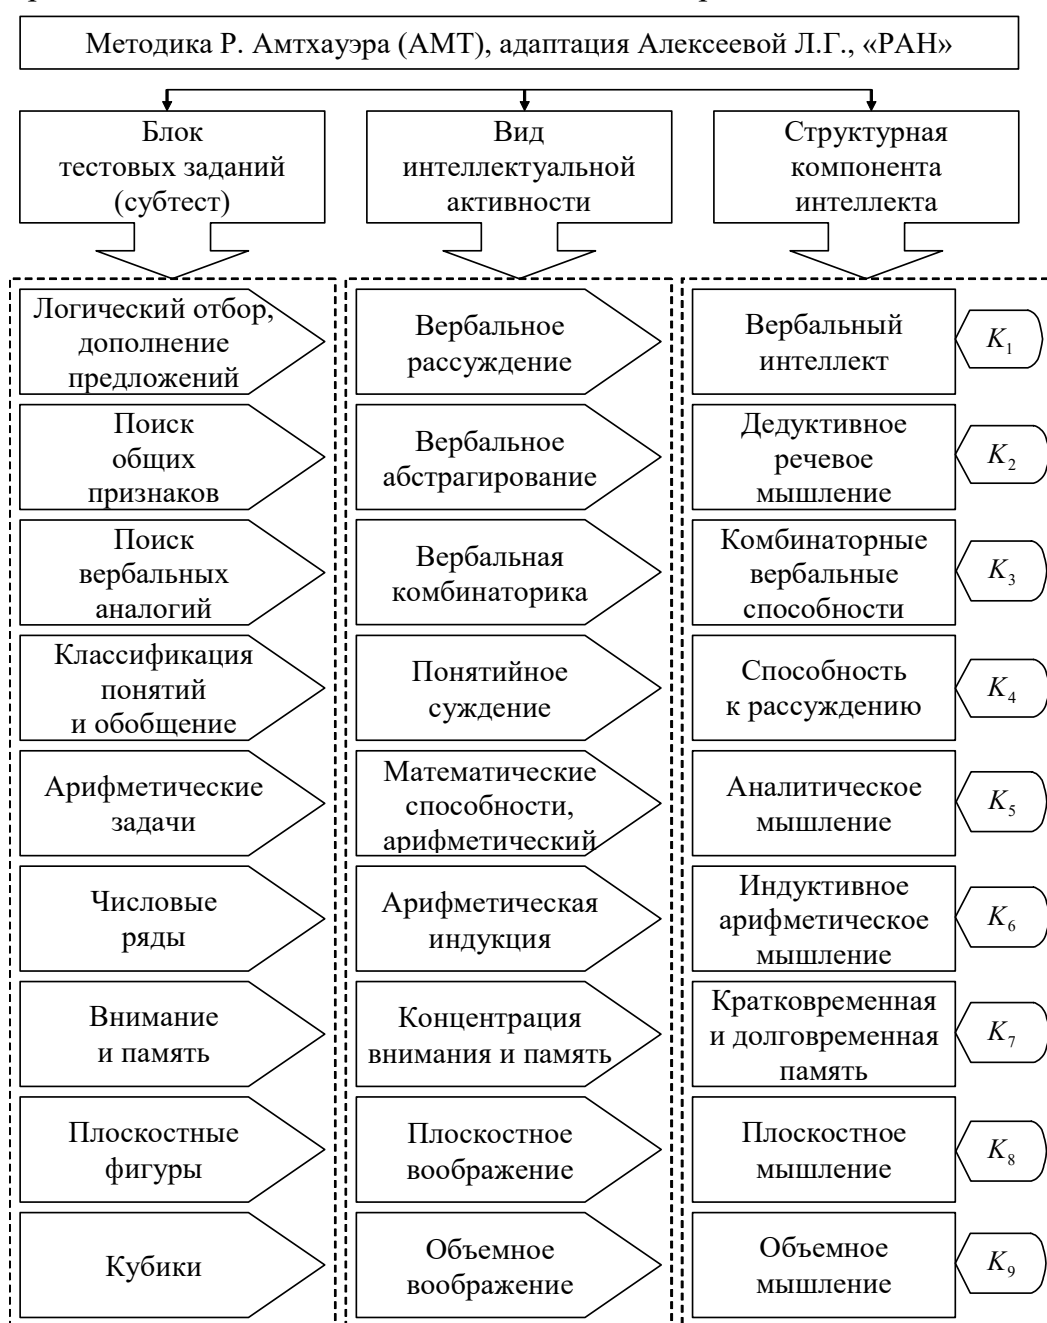 Методика Р. Амтхауэра (АМТ), адаптация Алексеевой Л.Г., «РАН»
Блок
тестовых заданий
(субтест)
Вид
интеллектуальной
активности
Структурная
компонента
интеллекта
Логический отбор,
дополнение
предложений
Вербальное
рассуждение
Вербальный
интеллект
K1
Поиск
общих
признаков
Вербальное
абстрагирование
Дедуктивное
речевое
мышление
K2
Поиск
вербальных
аналогий
Вербальная
комбинаторика
Комбинаторные
вербальные
способности
K3
Классификация
понятий
и обобщение
Понятийное
суждение
Способность
к рассуждению
K4
Арифметические
задачи
Математические
способности,
арифметический
Аналитическое
мышление
K5
Числовые
ряды
Арифметическая
индукция
Индуктивное
арифметическое
мышление
K6
Внимание
и память
Концентрация
внимания и память
Кратковременная
и долговременная
память
K7
Плоскостные
фигуры
Плоскостное
воображение
Плоскостное
мышление
K8
Кубики
Объемное
воображение
Объемное
мышление
K9